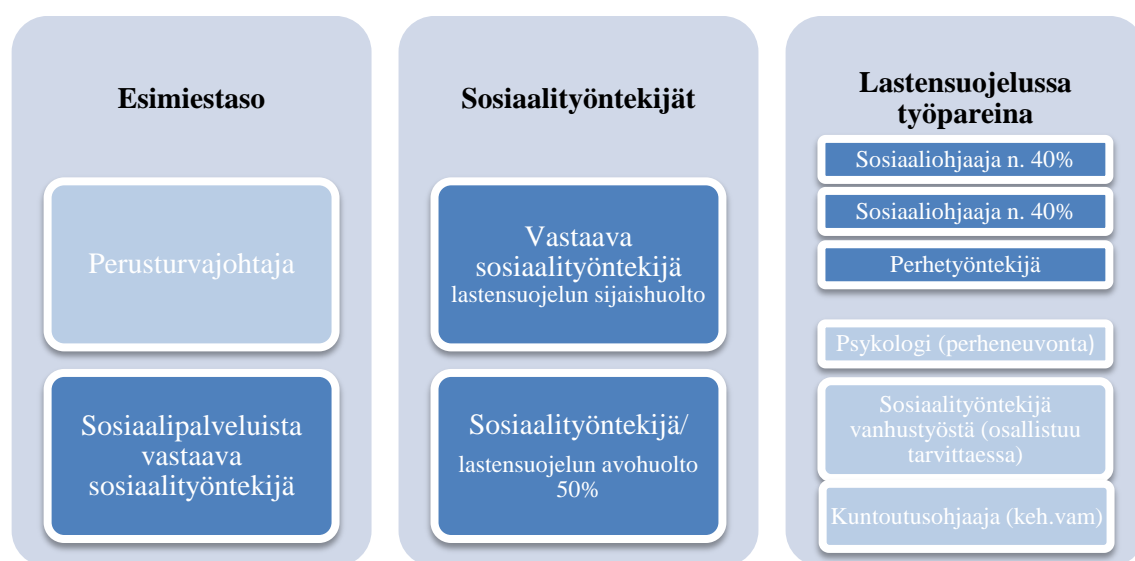 Esimiestaso
Perusturvajohtaja
Sosiaalipalveluista
vastaava
sosiaalityöntekijä
Sosiaalityöntekijät
Vastaava
sosiaalityöntekijä
lastensuojelun sijaishuolto
Sosiaalityöntekijä/
lastensuojelun avohuolto
50%
Lastensuojelussa
työpareina
Sosiaaliohjaaja n. 40%
Sosiaaliohjaaja n. 40%
Perhetyöntekijä
Psykologi (perheneuvonta)
Sosiaalityöntekijä
vanhustyöstä (osallistuu
tarvittaessa)
Kuntoutusohjaaja (keh.vam)